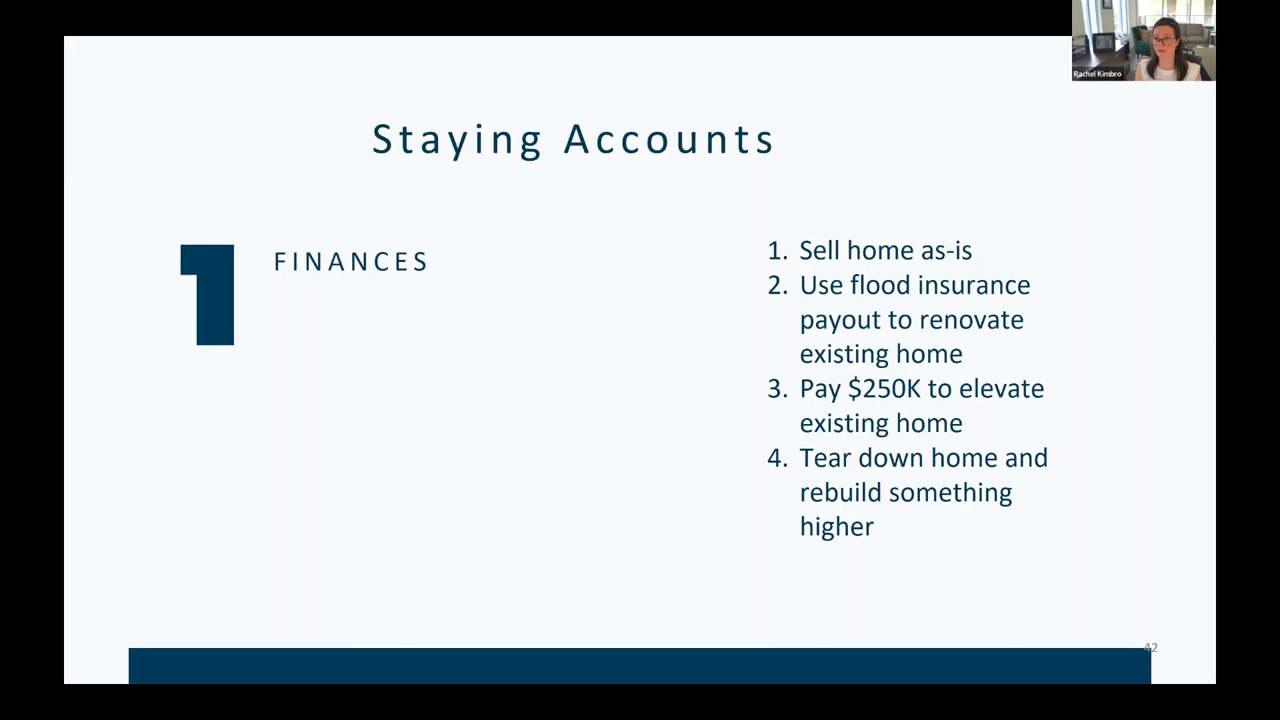 Rachel Kimbro
Staying Accounts
1
FINANCES
1. Sell home as-is
2. Use flood insurance
payout to renovate
existing home
3. Pay $250K to elevate
existing home
4. Tear down home and
rebuild something
higher
42